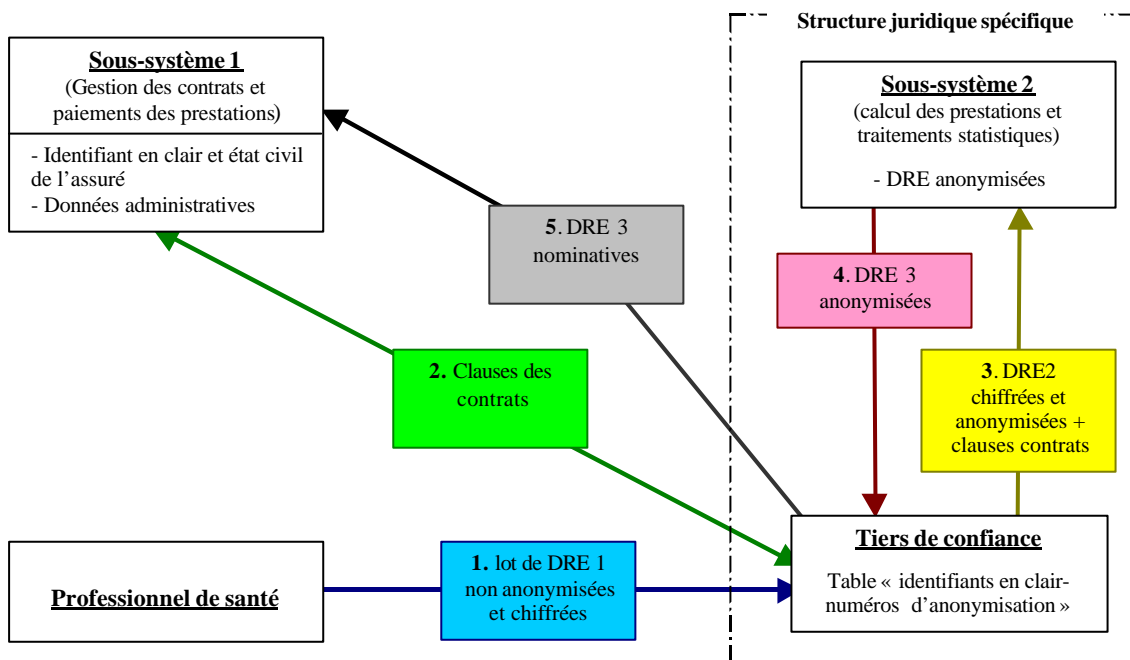 Structure juridique spécifique
Sous-système 1
(Gestion des contrats et
paiements des prestations)
- Identifiant en clair et état civil
de l’assuré
- Données administratives
Sous-système 2
(calcul des prestations et
traitements statistiques)
- DRE anonymisées
5. DRE 3
nominatives
4. DRE 3
anonymisées
2. Clauses des
contrats
3. DRE2
chiffrées et
anonymisées +
clauses contrats
Professionnel de santé
1. lot de DRE 1
non anonymisées
et chiffrées
Tiers de confiance
Table « identifiants en clair-
numéros d’anonymisation »